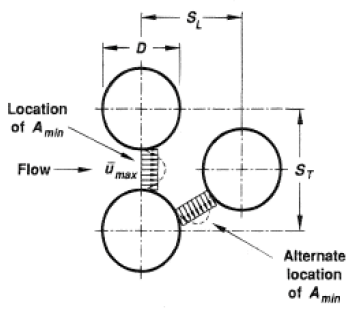 S_L
D
Location
of A_min
Flow
ū_max
S_T
Alternate
location
of A_min